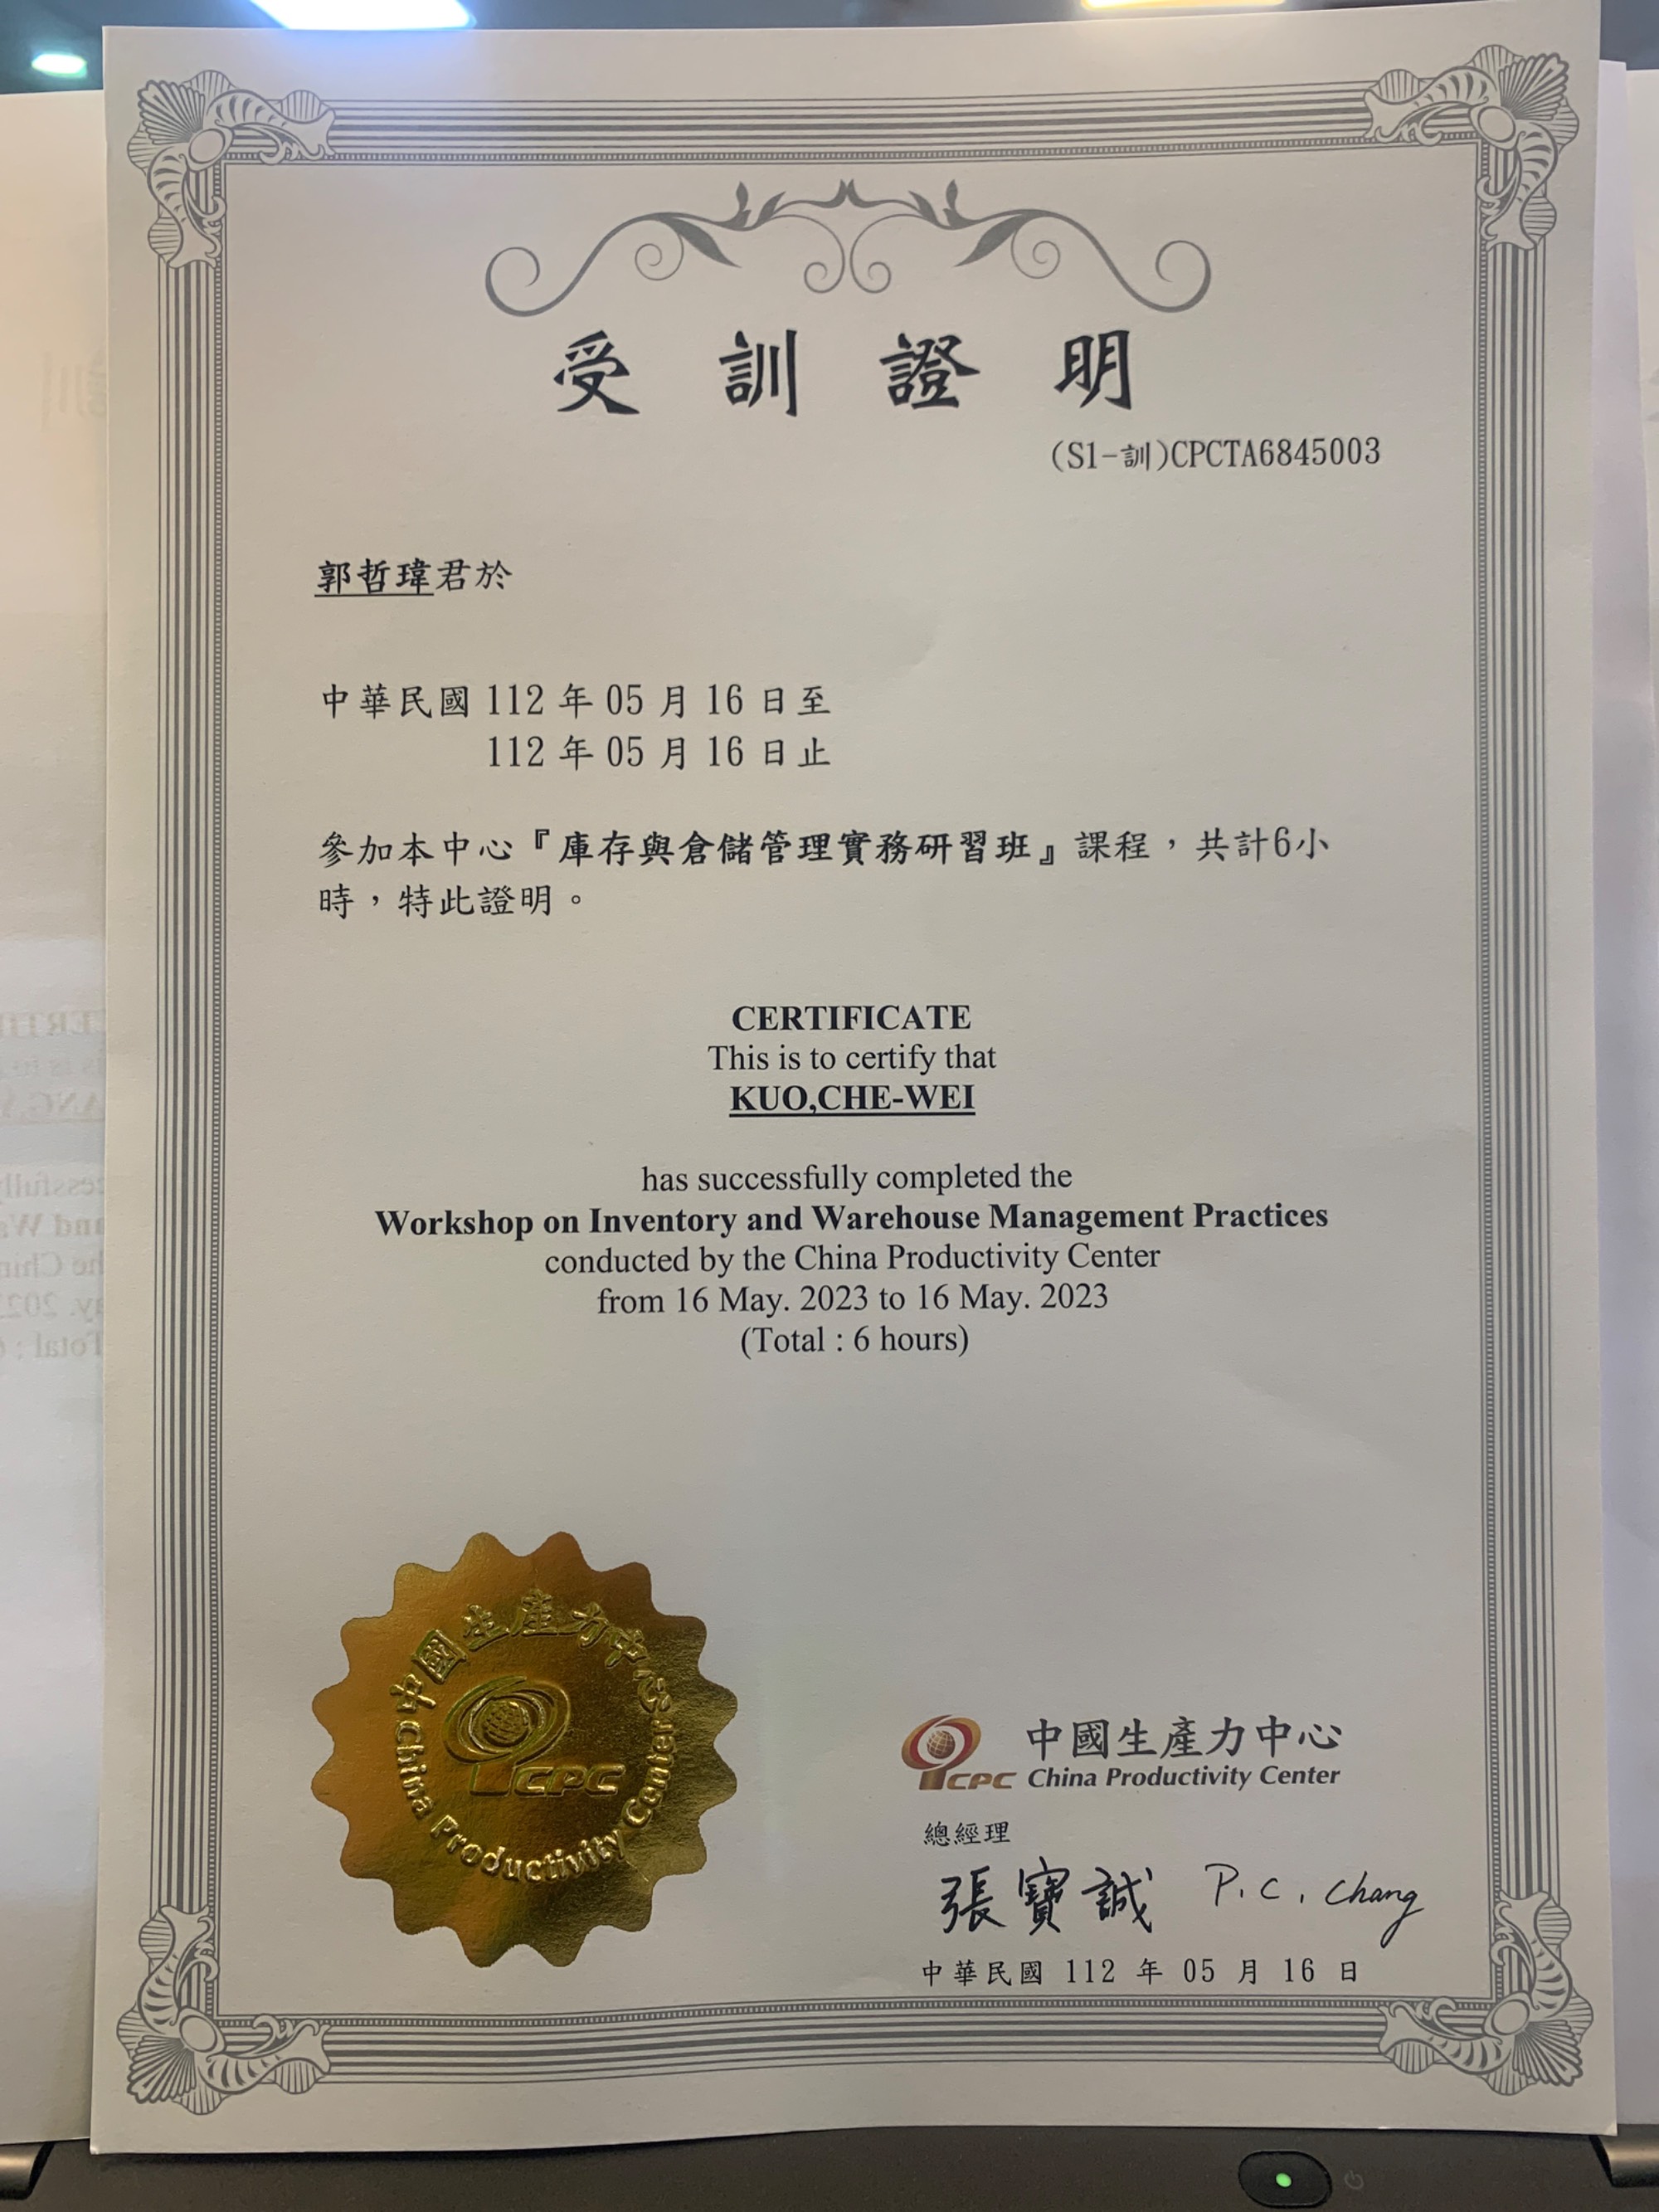 受訓證明
(S1-訓)CPCTA6845003
郭哲瑋君於
中華民國 112 年 05 月 16 日至
112 年 05 月 16 日止
參加本中心『庫存與倉儲管理實務研習班』課程，共計6小
時，特此證明。
CERTIFICATE
This is to certify that
KUO,CHE-WEI
has successfully completed the
Workshop on Inventory and Warehouse Management Practices
conducted by the China Productivity Center
from 16 May. 2023 to 16 May. 2023
(Total : 6 hours)
中國生產力中心
CPC
China Productivity Center
中國生產力中心
CPC China Productivity Center
總經理
張寶誠 P.C. Chang
中華民國 112 年 05 月 16 日